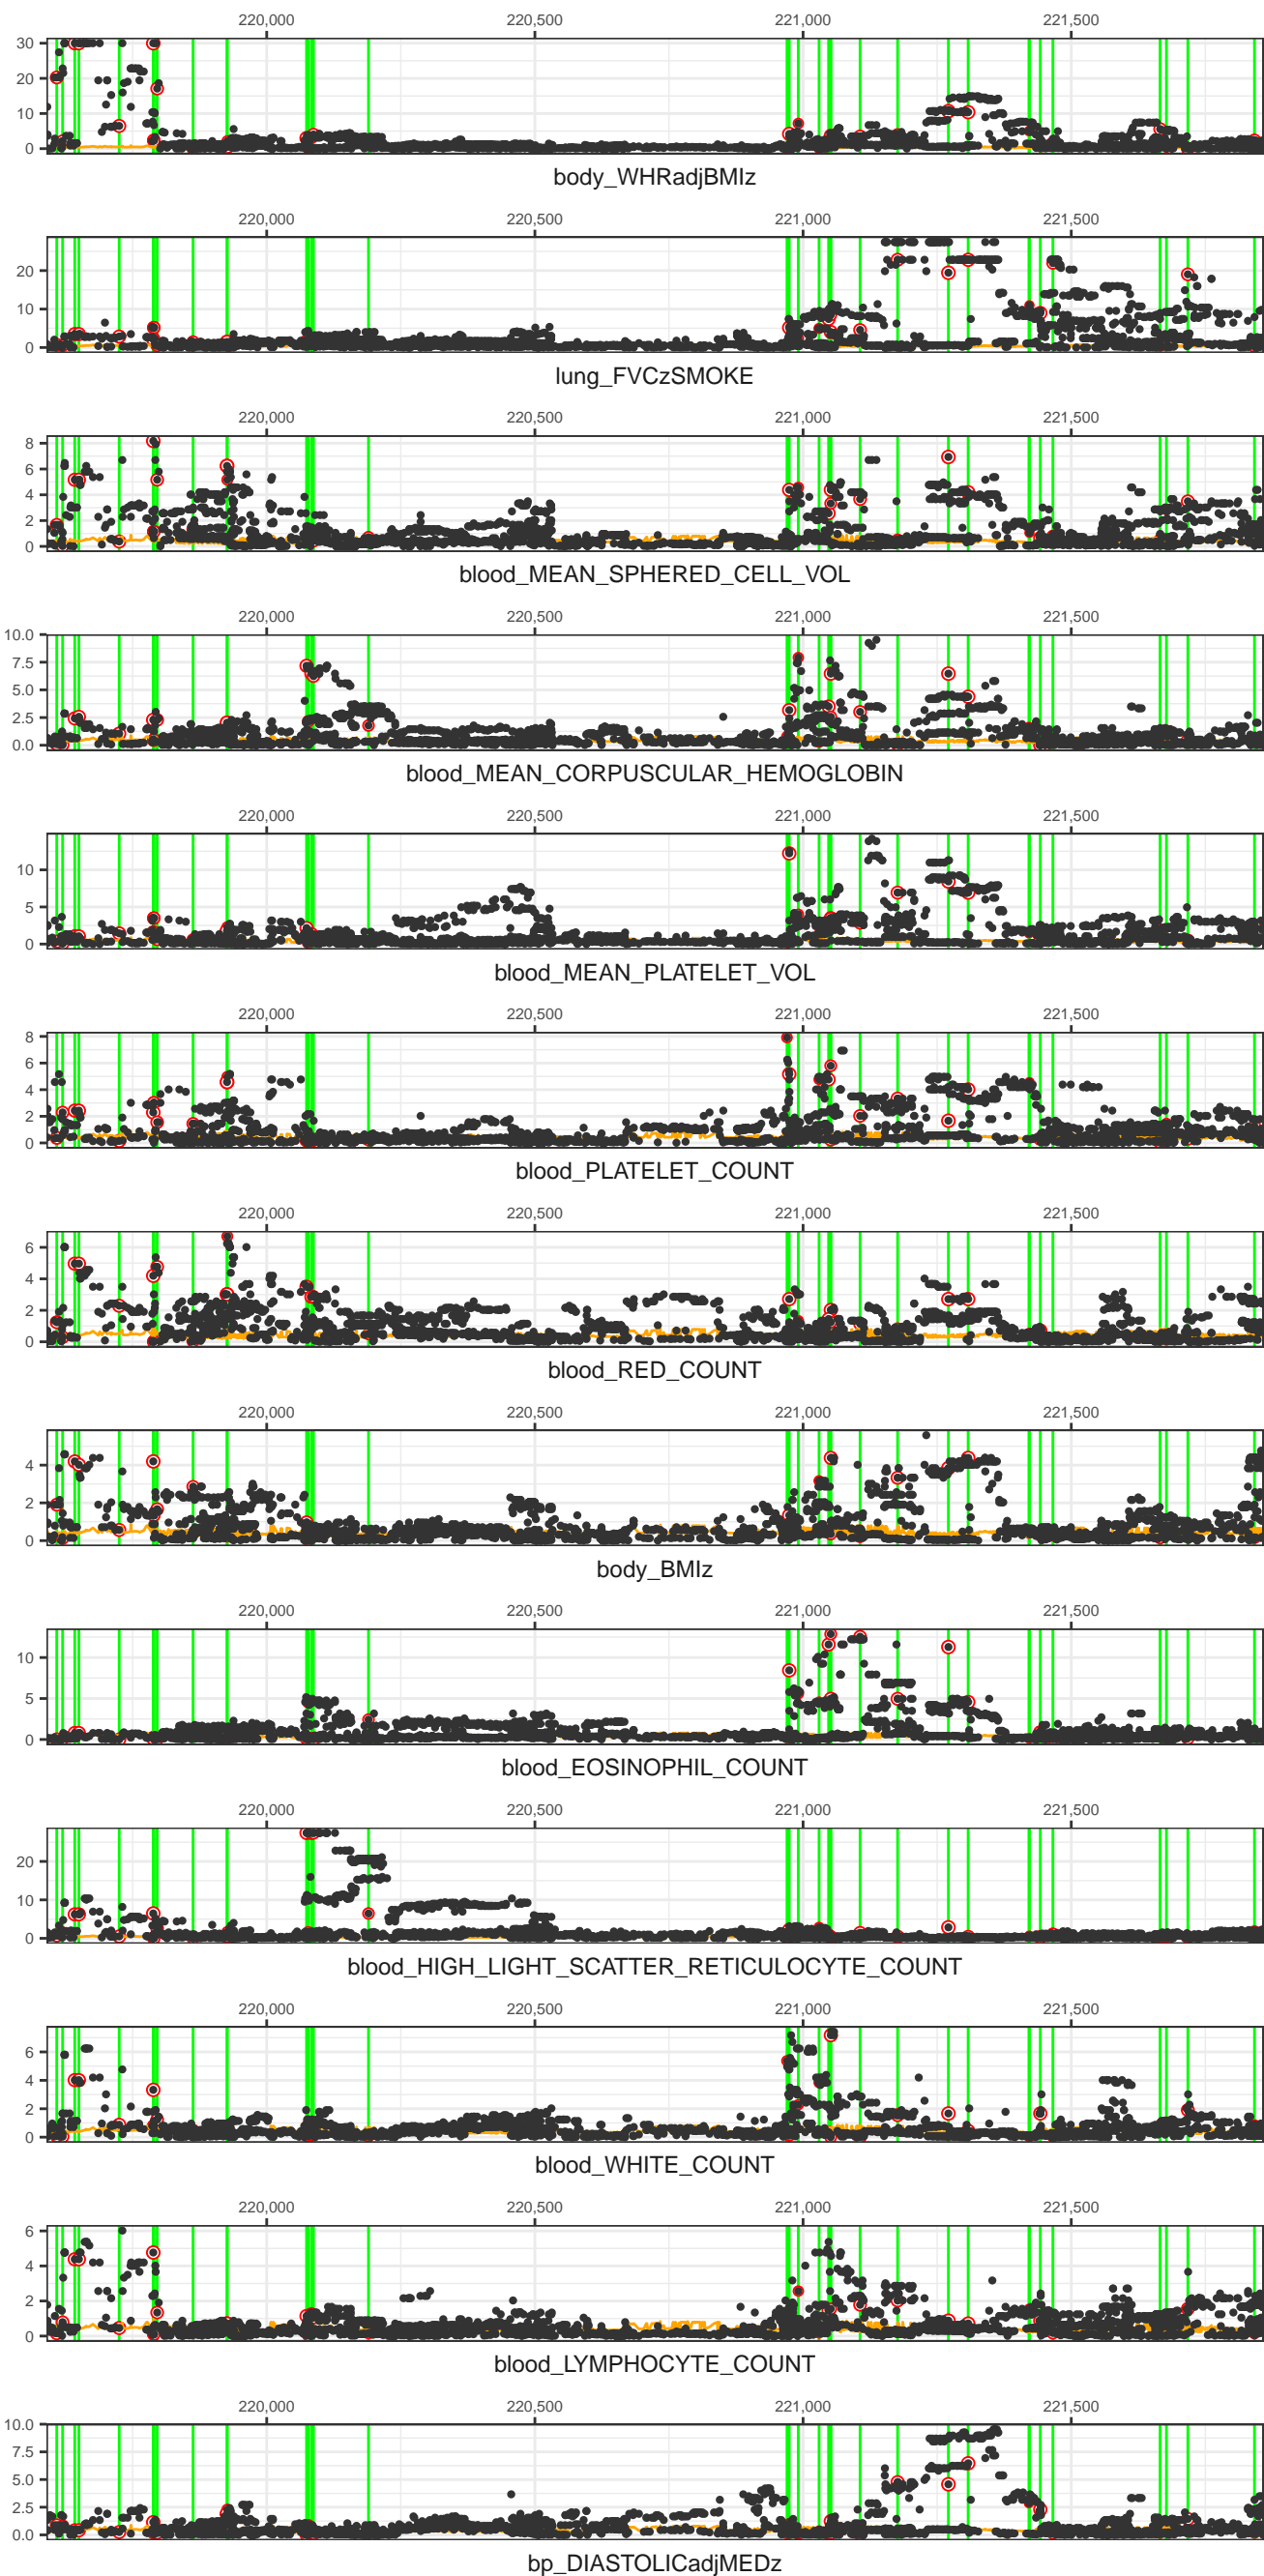 220,000 220,500 221,000 221,500
30
20
10
0
body_WHRadjBMIz
220,000 220,500 221,000 221,500
20
10
0
lung_FVCzSMOKE
220,000 220,500 221,000 221,500
8
6
4
2
0
blood_MEAN_SPHERED_CELL_VOL
220,000 220,500 221,000 221,500
10.0
7.5
5.0
2.5
0.0
blood_MEAN_CORPUSCULAR_HEMOGLOBIN
220,000 220,500 221,000 221,500
10
5
0
blood_MEAN_PLATELET_VOL
220,000 220,500 221,000 221,500
8
6
4
2
0
blood_PLATELET_COUNT
220,000 220,500 221,000 221,500
6
4
2
0
blood_RED_COUNT
220,000 220,500 221,000 221,500
4
2
0
body_BMIz
220,000 220,500 221,000 221,500
10
5
0
blood_EOSINOPHIL_COUNT
220,000 220,500 221,000 221,500
20
10
0
blood_HIGH_LIGHT_SCATTER_RETICULOCYTE_COUNT
220,000 220,500 221,000 221,500
6
4
2
0
blood_WHITE_COUNT
220,000 220,500 221,000 221,500
6
4
2
0
blood_LYMPHOCYTE_COUNT
220,000 220,500 221,000 221,500
10.0
7.5
5.0
2.5
0.0
bp_DIASTOLICadjMEDz